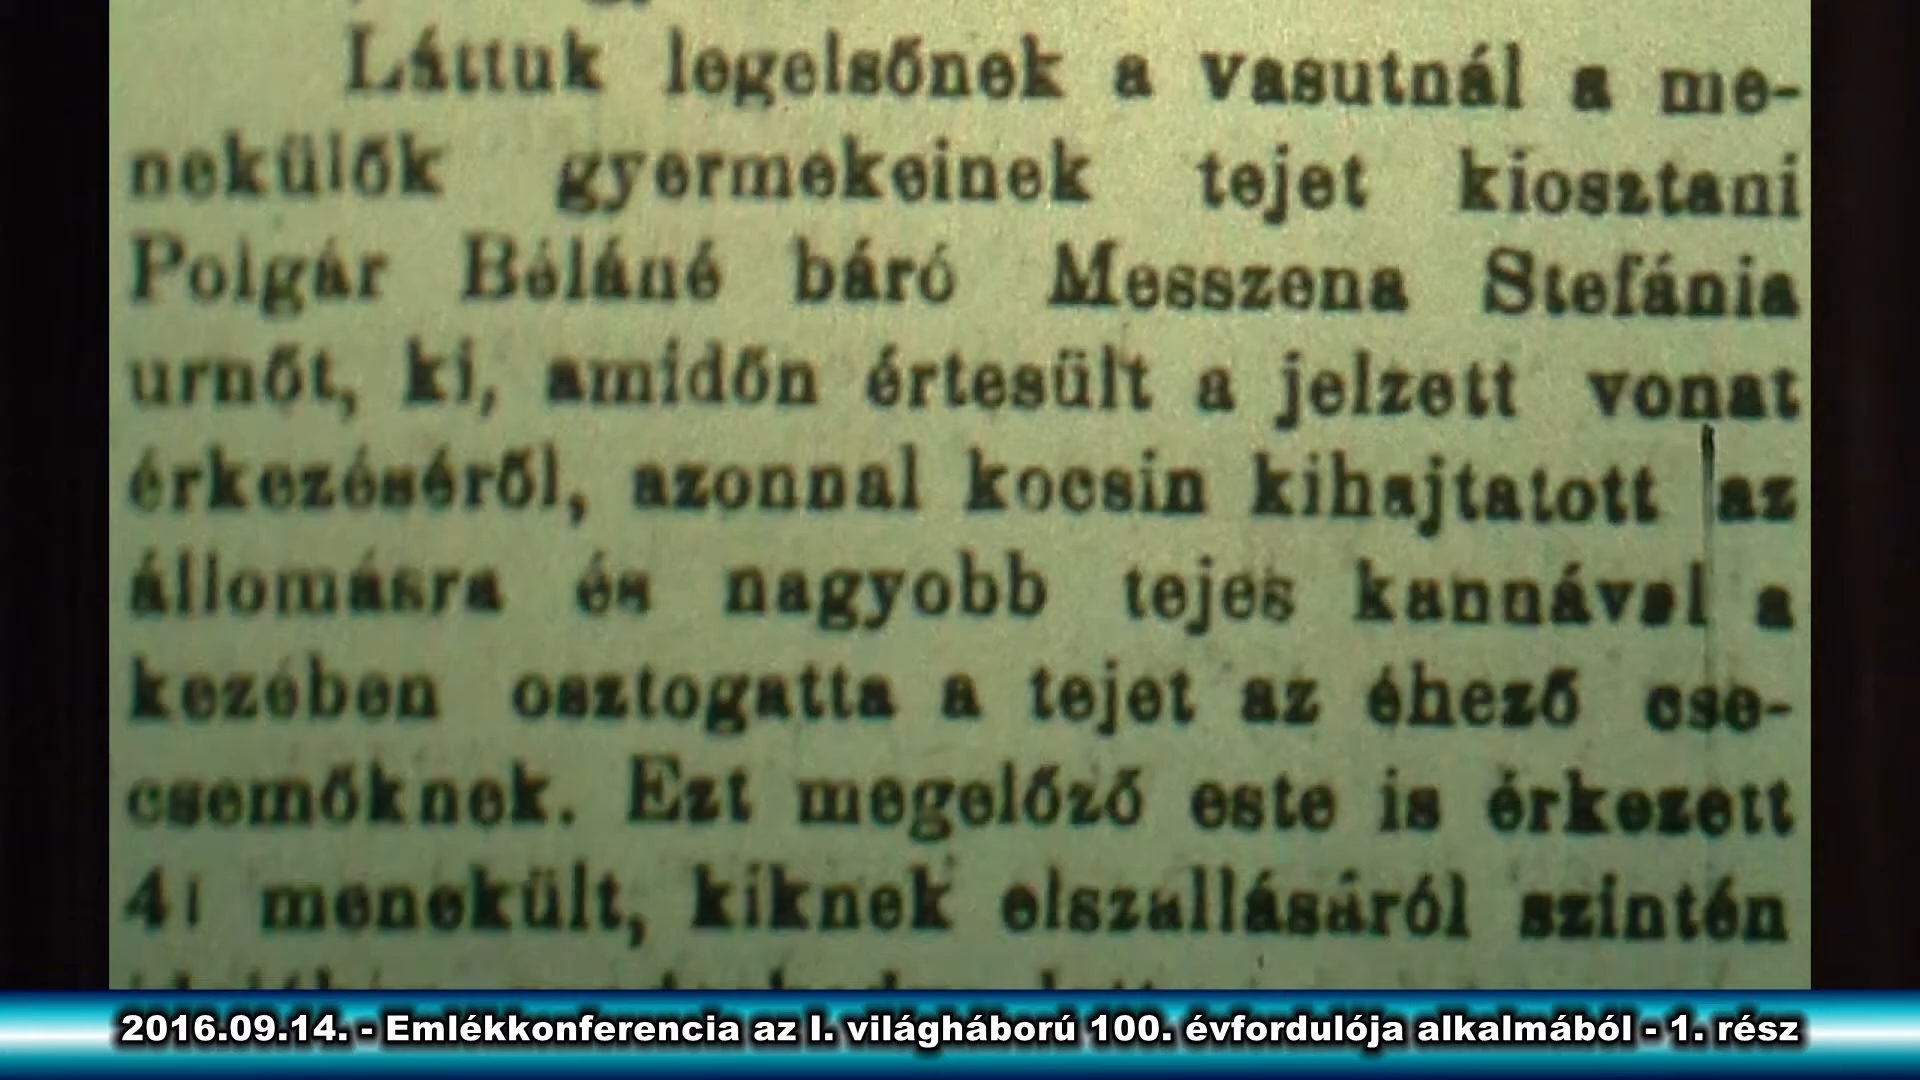 Láttuk legelsőnek a vasutnál a me-
nekülők gyermekeinek tejet kiosztani
Polgár Béláné báró Messzena Stefánia
urnőt, ki, amidőn értesült a jelzett vonat
érkezéséről, azonnal kocsin kihajtatott az
állomásra és nagyobb tejes kannával a
kezében osztogatta a tejet az éhező cse-
csemőknek. Ezt megelőző este is érkezett
41 menekült, kiknek elszallásáról szintén
2016.09.14. - Emlékkonferencia az I. világháború 100. évfordulója alkalmából - 1. rész